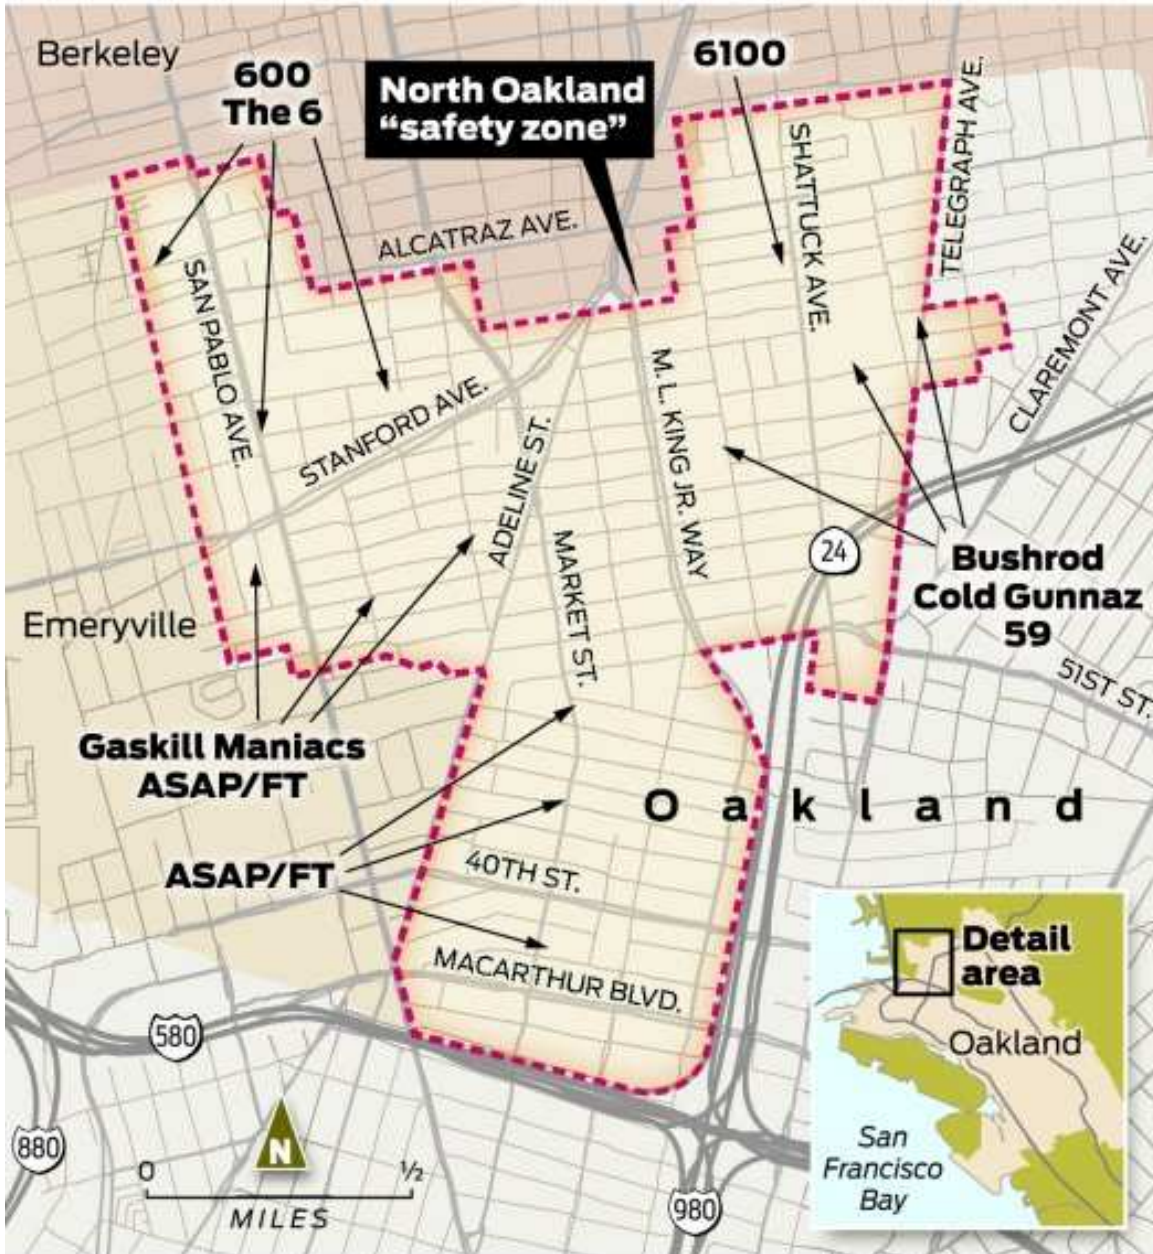 Berkeley
600
The 6
North Oakland
“safety zone”
6100
ALCATRAZ AVE.
SHATTUCK AVE.
TELEGRAPH AVE.
CLAREMONT AVE.
SAN PABLO AVE.
STANFORD AVE.
ADELINE ST.
MARKET ST.
M. L. KING JR. WAY
24
Bushrod
Cold Gunnaz
59
Emeryville
51ST ST.
Gaskill Maniacs
ASAP/FT
Oakland
ASAP/FT
40TH ST.
MACARTHUR BLVD.
580
880
980
N
0
½
MILES
Detail
area
Oakland
San
Francisco
Bay